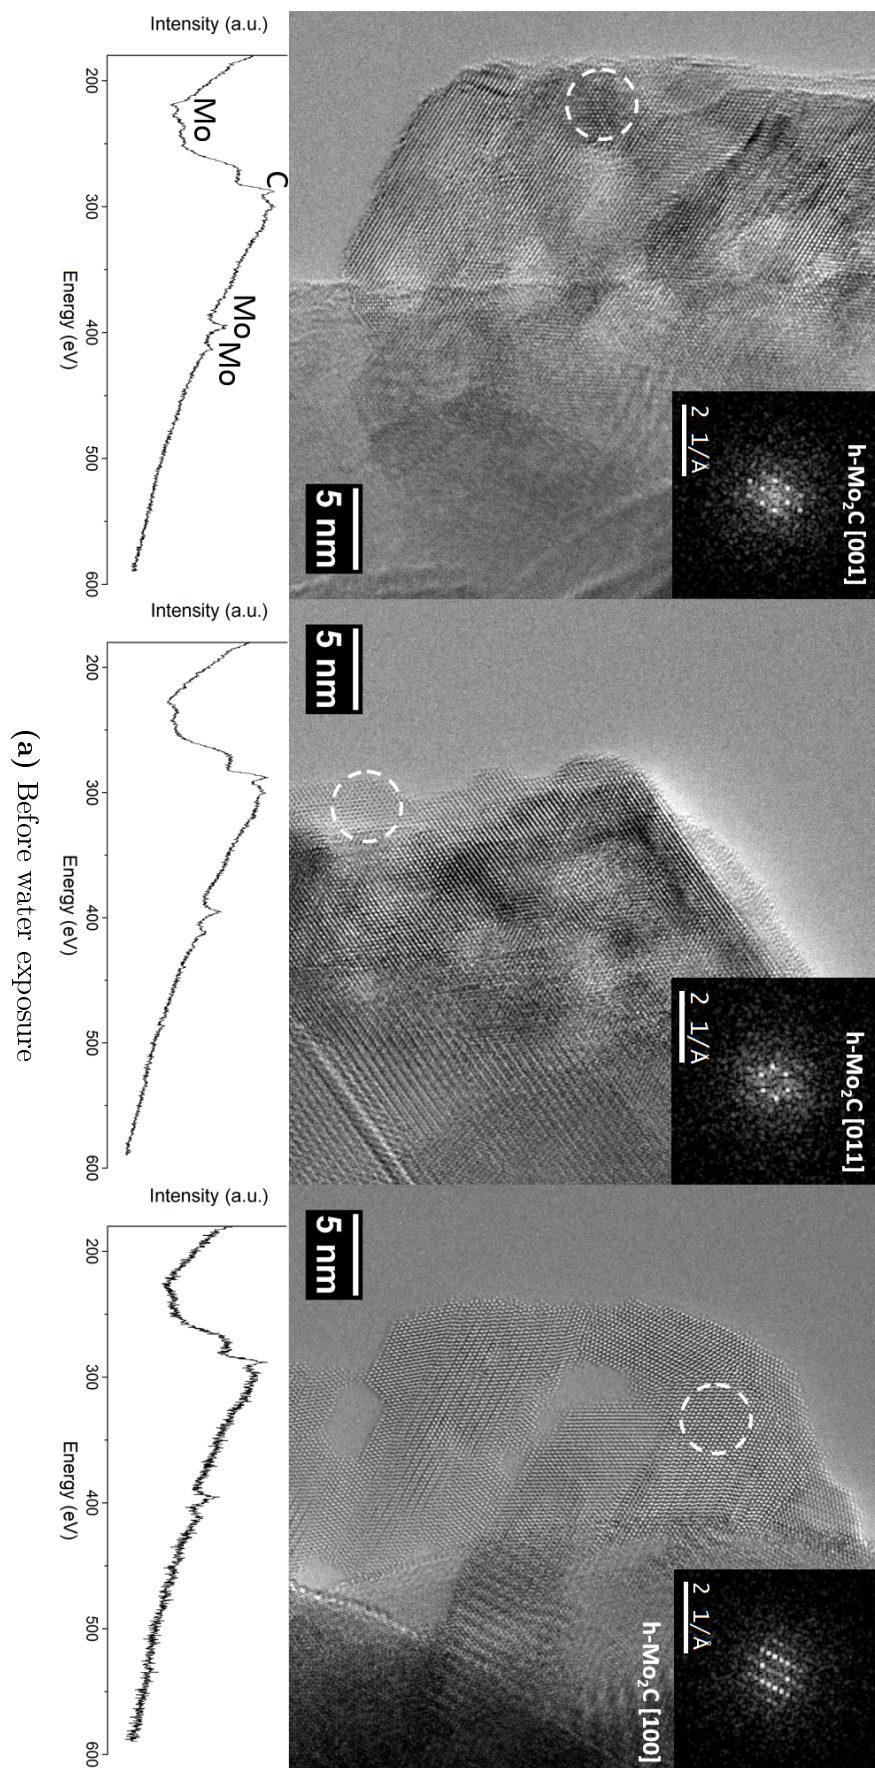 h-Mo₂C [001]
2 1/Å
5 nm
h-Mo₂C [011]
2 1/Å
5 nm
h-Mo₂C [100]
2 1/Å
5 nm
Intensity (a.u.)
Mo
C
Mo
Mo
200
300
400
500
600
Energy (eV)
Intensity (a.u.)
200
300
400
500
600
Energy (eV)
Intensity (a.u.)
200
300
400
500
600
Energy (eV)
(a) Before water exposure